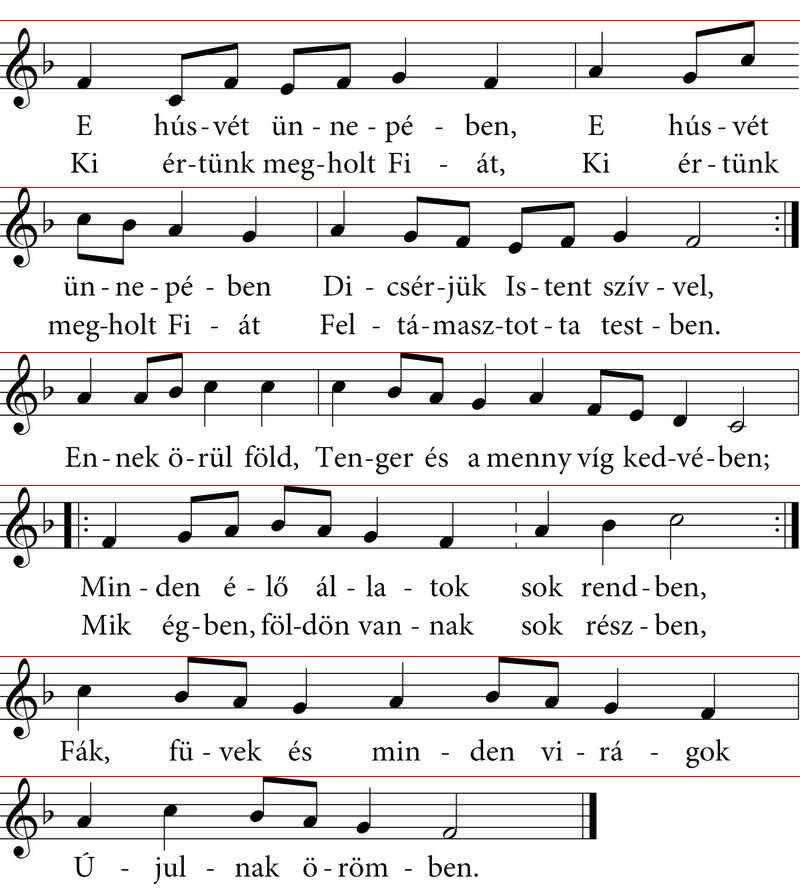 E hús - vét ün - ne - pé - ben, E hús - vét
Ki ér - tünk meg - holt Fi - át, Ki ér - tünk
ün - ne - pé - ben Di - csér - jük Is - tent szív - vel,
meg - holt Fi - át Fel - tá - masz - tot - ta test - ben.
En - nek ö - rül föld, Ten - ger és a menny víg ked - vé - ben;
Min - den é - lő ál - la - tok sok rend - ben,
Mik ég - ben, föl - dön van - nak sok rész - ben,
Fák, fü - vek és min - den vi - rá - gok
Ú - jul - nak ö - röm - ben.